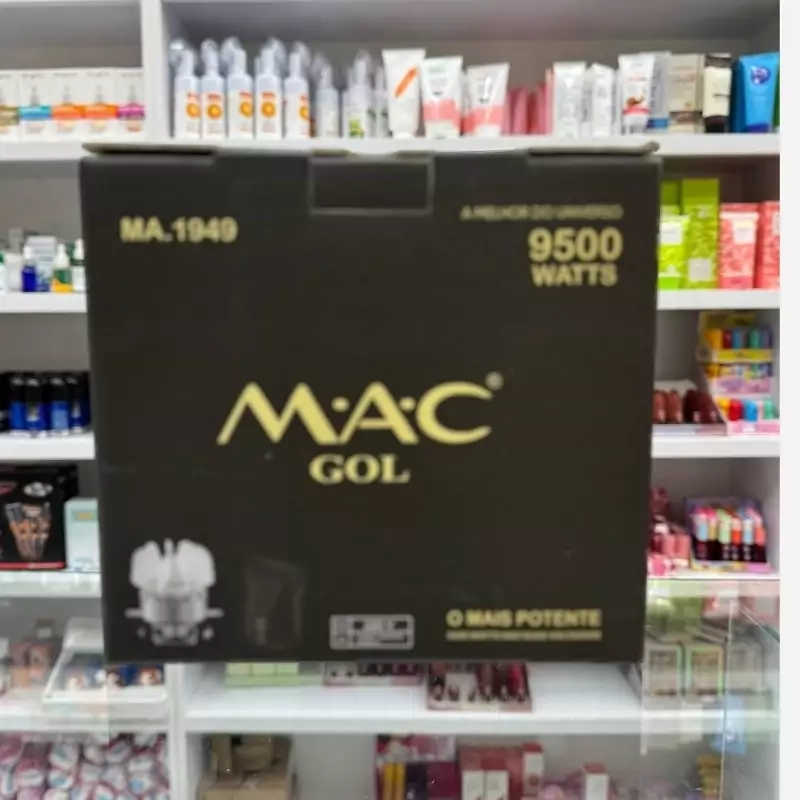 MA.1949
A MELHOR DO UNIVERSO
9500
WATTS
M·A·C®
GOL
O MAIS POTENTE